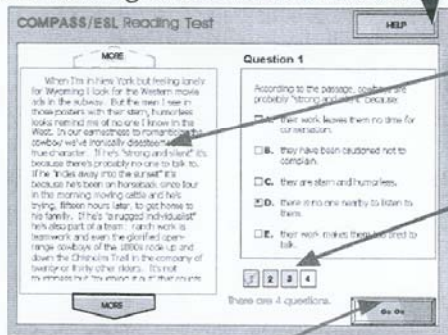 COMPASS/ESL Reading Test
HELP
MORE
When I'm in New York but feeling lonely
for Wyoming I look for the Western movie
ads in the subway. But the men I see in
those posters with their stern, humorless
looks remind me of no one I know in the
West. In our earnestness to romanticize the
cowboy we've ironically disesteemed
true character. If he's "strong and silent" it's
because there's probably no one to talk to.
If he "rides away into the sunset" it's
because he's been on horseback since four
in the morning moving cattle and he's
trying, fifteen hours later, to get home to
his family. If he's "a rugged individualist"
he's also part of a team: ranch work is
teamwork and even the glorified open-
range cowboys of the 1880s rode up and
down the Chisholm Trail in the company of
twenty or thirty other riders. It's not
toughness but "toughing it out" that counts
MORE
Question 1
According to the passage, cowboys are
probably "strong and silent" because:
A. their work leaves them no time for
conversation.
B. they have been cautioned not to
complain.
C. they are stern and humorless.
D. there is no one nearby to listen to
them.
E. their work makes them too tired to
talk.
1 2 3 4
There are 4 questions.
Go On